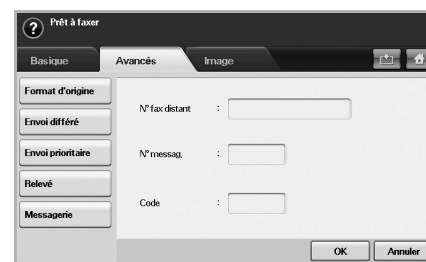 ? Prêt à faxer
Basique Avancés Image
Format d'origine
Envoi différé
Envoi prioritaire
Relevé
Messagerie
N° fax distant :
N° messag. :
Code :
OK Annuler